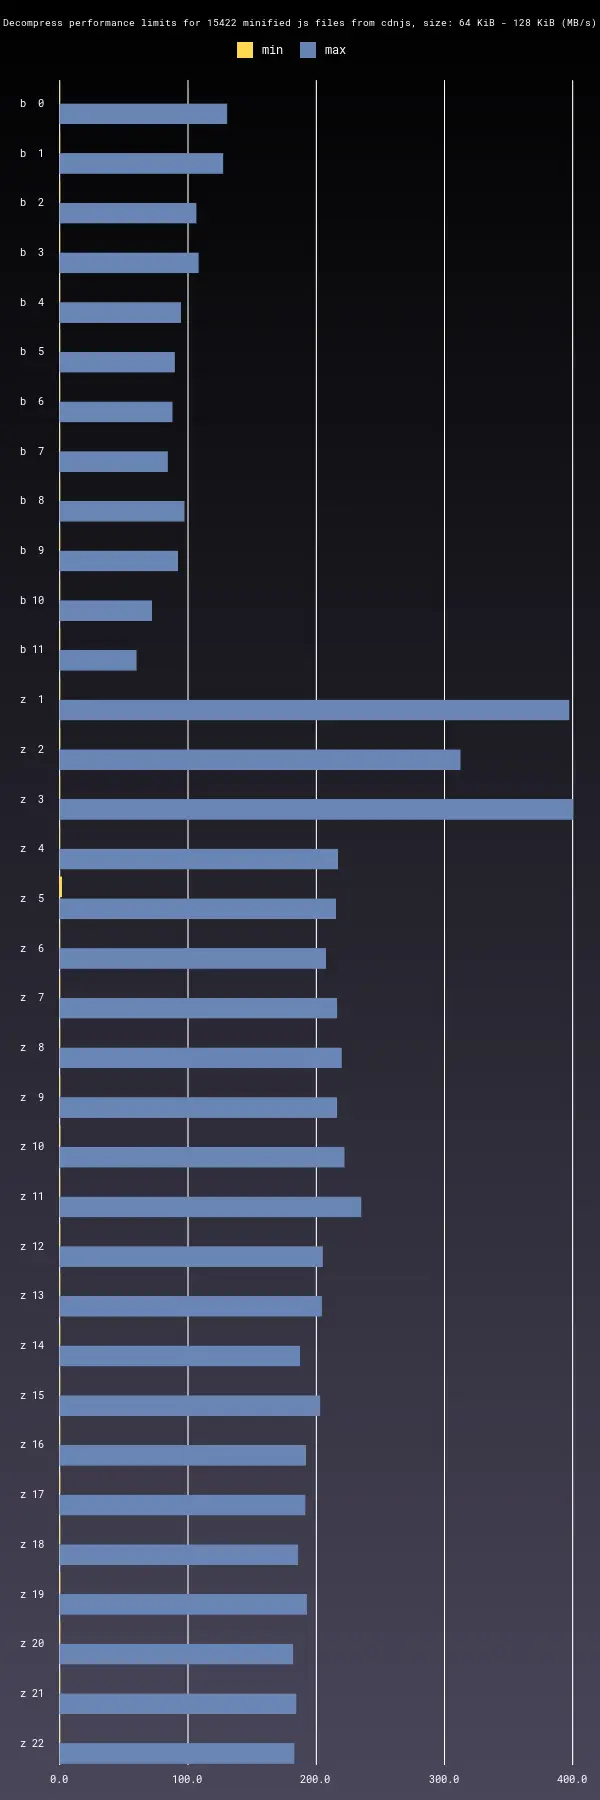 Decompress performance limits for 15422 minified js files from cdnjs, size: 64 KiB - 128 KiB (MB/s)
min max
b 0
b 1
b 2
b 3
b 4
b 5
b 6
b 7
b 8
b 9
b 10
b 11
z 1
z 2
z 3
z 4
z 5
z 6
z 7
z 8
z 9
z 10
z 11
z 12
z 13
z 14
z 15
z 16
z 17
z 18
z 19
z 20
z 21
z 22
0.0 100.0 200.0 300.0 400.0